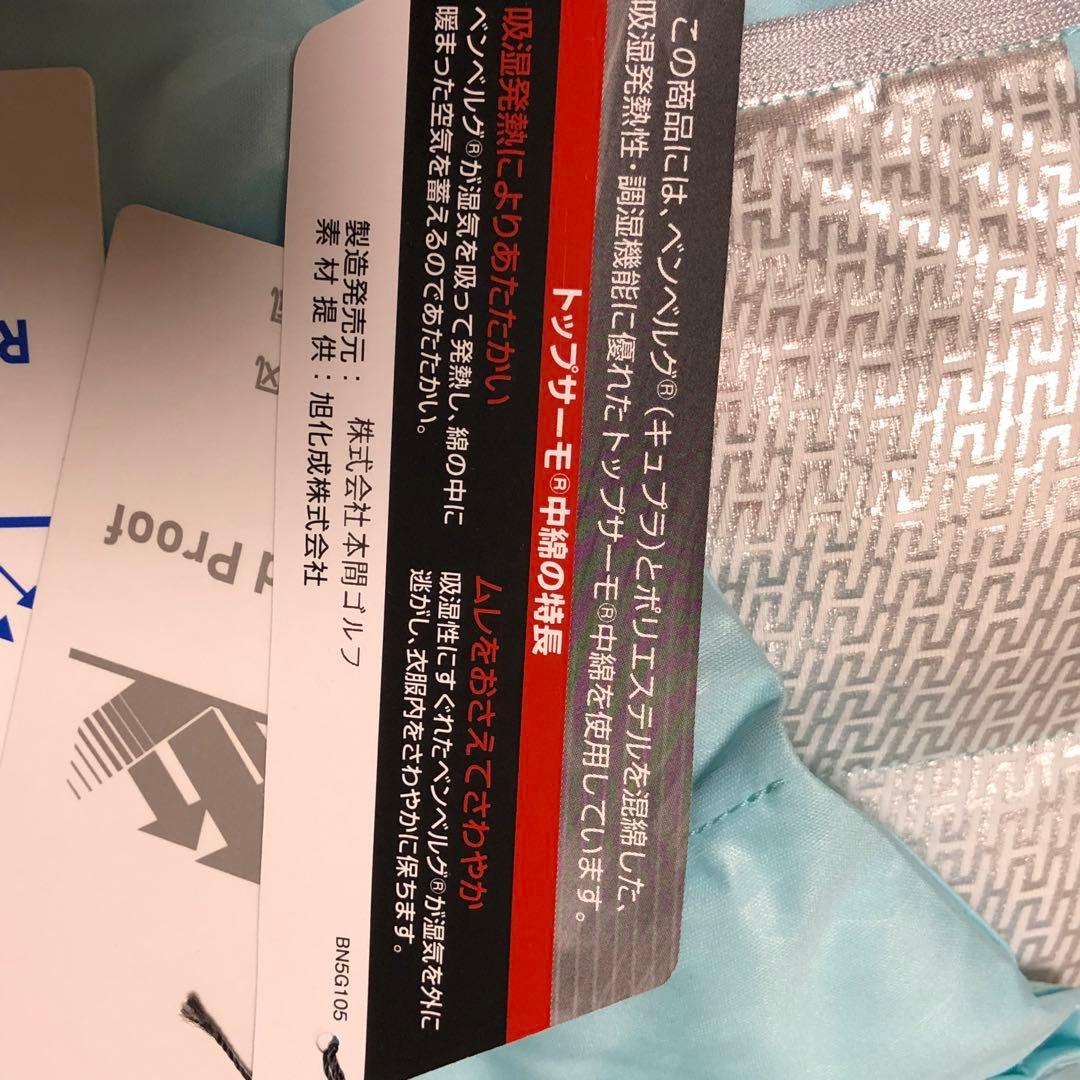 この商品には、ベンベルグ®(キュプラ)とポリエステルを混綿した、
吸湿発熱性・調湿機能に優れたトップサーモ®中綿を使用しています。
トップサーモ®中綿の特長
吸湿発熱によりあたたかい
ベンベルグ®が湿気を吸って発熱し、綿の中に
暖まった空気を蓄えるのであたたかい。
ムレをおさえてさわやか
吸湿性にすぐれたベンベルグ®が湿気を外に
逃がし、衣服内をさわやかに保ちます。
製造発売元：株式会社本間ゴルフ
素材提供：旭化成株式会社
BN5G105
d Proof
R